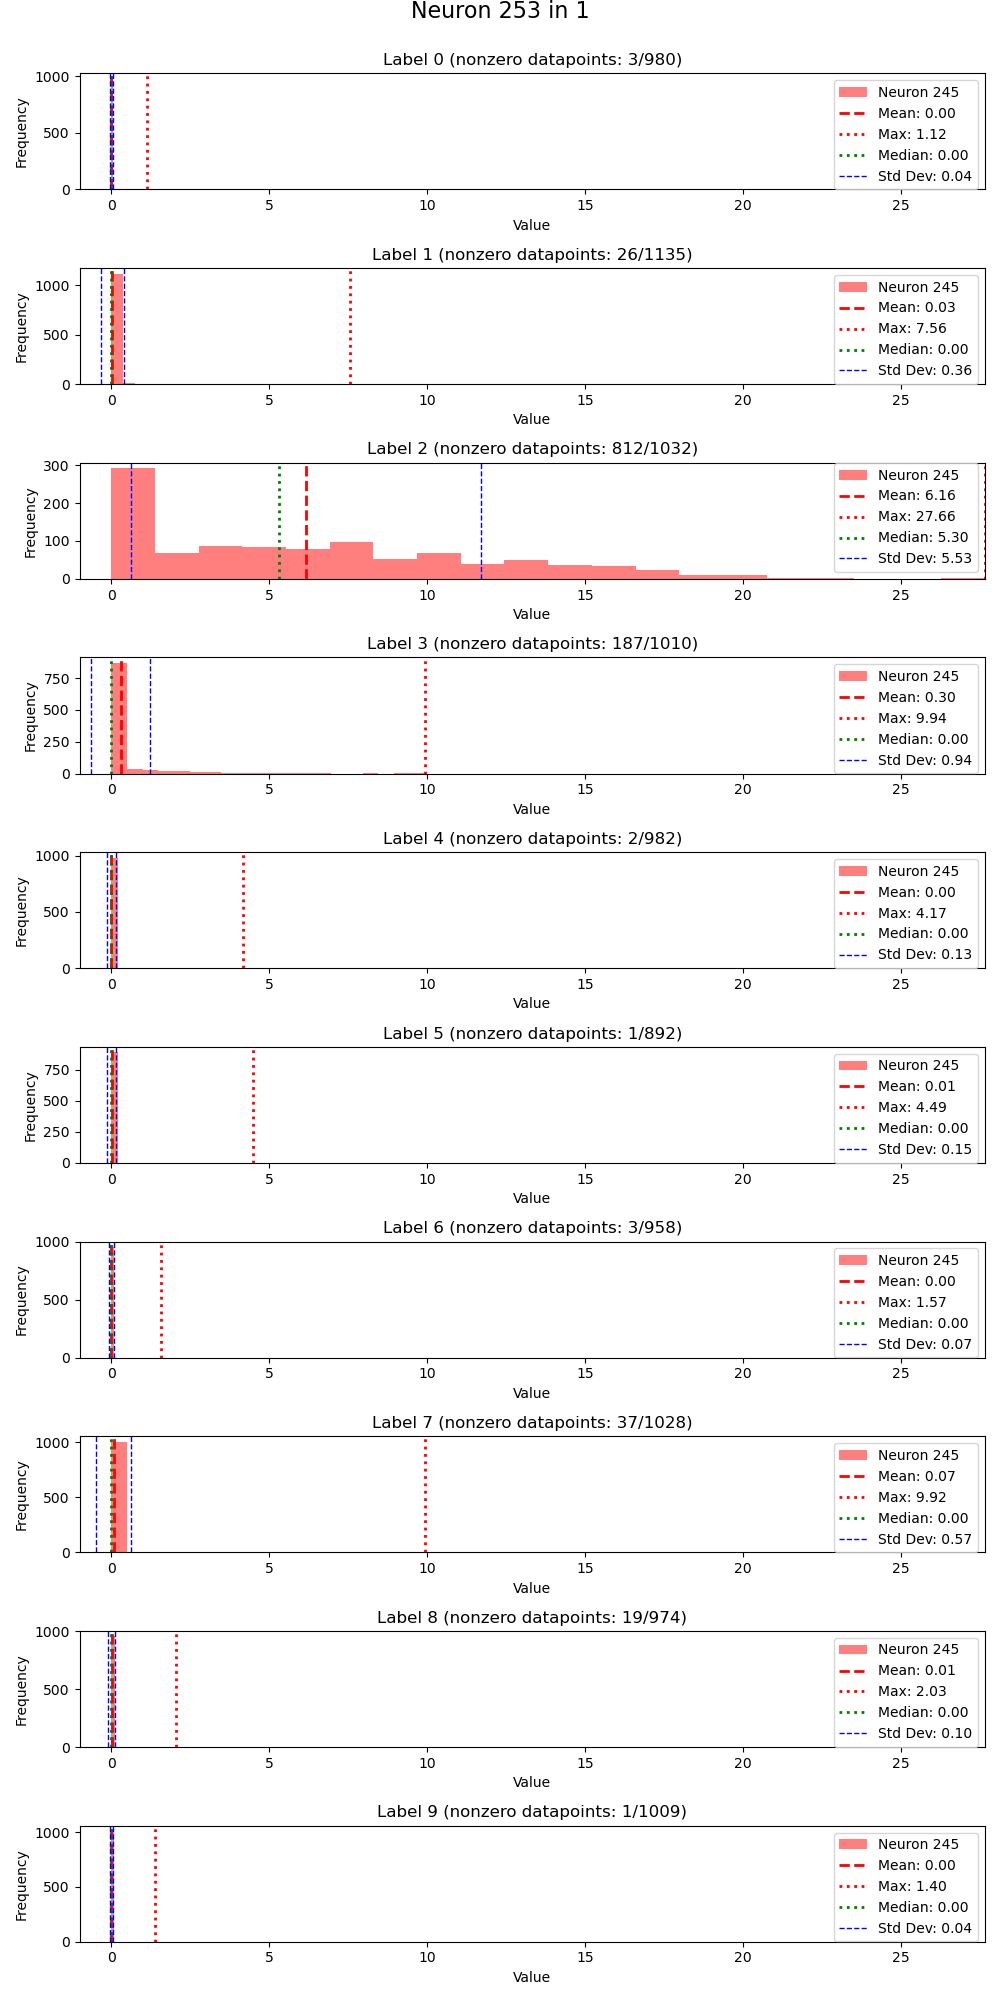 Neuron 253 in 1
Label 0 (nonzero datapoints: 3/980)
Frequency
1000
500
0
Neuron 245
Mean: 0.00
Max: 1.12
Median: 0.00
Std Dev: 0.04
0 5 10 15 20 25
Value
Label 1 (nonzero datapoints: 26/1135)
Frequency
1000
500
0
Neuron 245
Mean: 0.03
Max: 7.56
Median: 0.00
Std Dev: 0.36
0 5 10 15 20 25
Value
Label 2 (nonzero datapoints: 812/1032)
Frequency
300
200
100
0
Neuron 245
Mean: 6.16
Max: 27.66
Median: 5.30
Std Dev: 5.53
0 5 10 15 20 25
Value
Label 3 (nonzero datapoints: 187/1010)
Frequency
750
500
250
0
Neuron 245
Mean: 0.30
Max: 9.94
Median: 0.00
Std Dev: 0.94
0 5 10 15 20 25
Value
Label 4 (nonzero datapoints: 2/982)
Frequency
1000
500
0
Neuron 245
Mean: 0.00
Max: 4.17
Median: 0.00
Std Dev: 0.13
0 5 10 15 20 25
Value
Label 5 (nonzero datapoints: 1/892)
Frequency
750
500
250
0
Neuron 245
Mean: 0.01
Max: 4.49
Median: 0.00
Std Dev: 0.15
0 5 10 15 20 25
Value
Label 6 (nonzero datapoints: 3/958)
Frequency
1000
500
0
Neuron 245
Mean: 0.00
Max: 1.57
Median: 0.00
Std Dev: 0.07
0 5 10 15 20 25
Value
Label 7 (nonzero datapoints: 37/1028)
Frequency
1000
500
0
Neuron 245
Mean: 0.07
Max: 9.92
Median: 0.00
Std Dev: 0.57
0 5 10 15 20 25
Value
Label 8 (nonzero datapoints: 19/974)
Frequency
1000
500
0
Neuron 245
Mean: 0.01
Max: 2.03
Median: 0.00
Std Dev: 0.10
0 5 10 15 20 25
Value
Label 9 (nonzero datapoints: 1/1009)
Frequency
1000
500
0
Neuron 245
Mean: 0.00
Max: 1.40
Median: 0.00
Std Dev: 0.04
0 5 10 15 20 25
Value